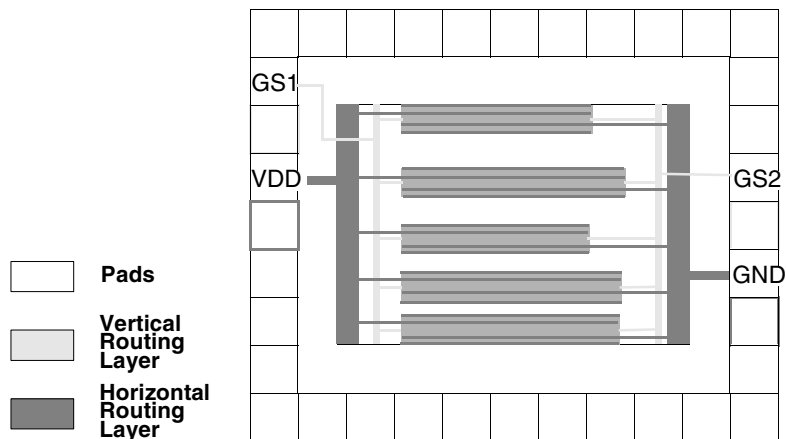 GS1
VDD
GS2
GND
Pads
Vertical
Routing
Layer
Horizontal
Routing
Layer